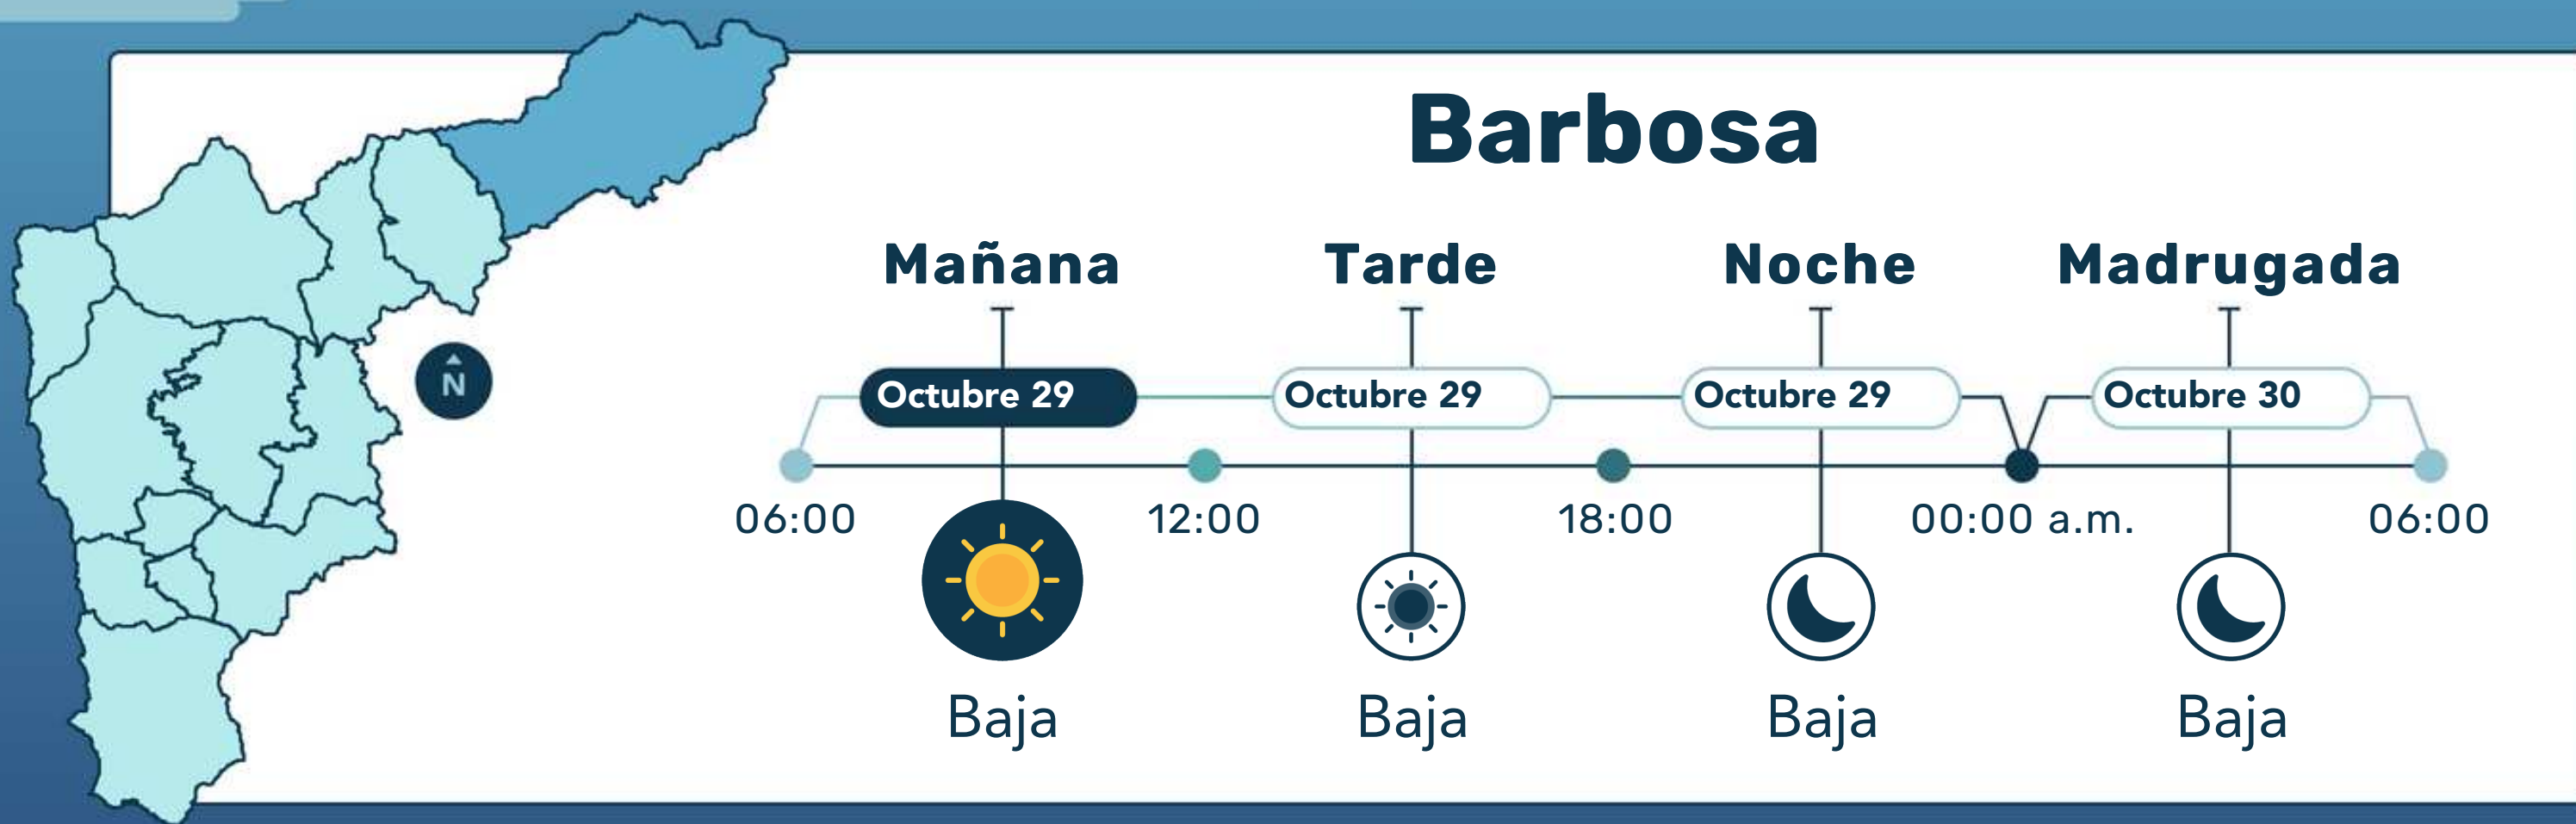 Barbosa
Mañana Tarde Noche Madrugada
N
Octubre 29 Octubre 29 Octubre 29 Octubre 30
06:00 12:00 18:00 00:00 a.m. 06:00
Baja Baja Baja Baja